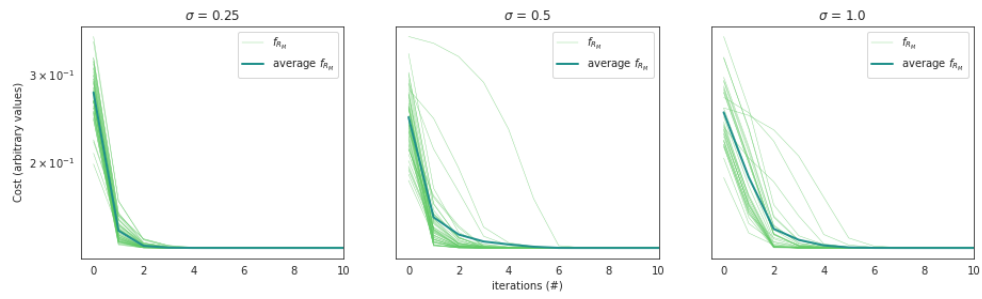 σ = 0.25
σ = 0.5
σ = 1.0
f_{R_M}
average f_{R_M}
f_{R_M}
average f_{R_M}
f_{R_M}
average f_{R_M}
Cost (arbitrary values)
3 × 10⁻¹
2 × 10⁻¹
0 2 4 6 8 10
0 2 4 6 8 10
0 2 4 6 8 10
iterations (#)